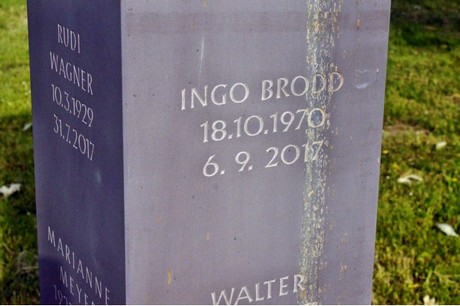 RUDI
WAGNER
10.3.1929
31.7.2017
MARIANNE
INGO BRODD
18.10.1970
6. 9. 2017
WALTER